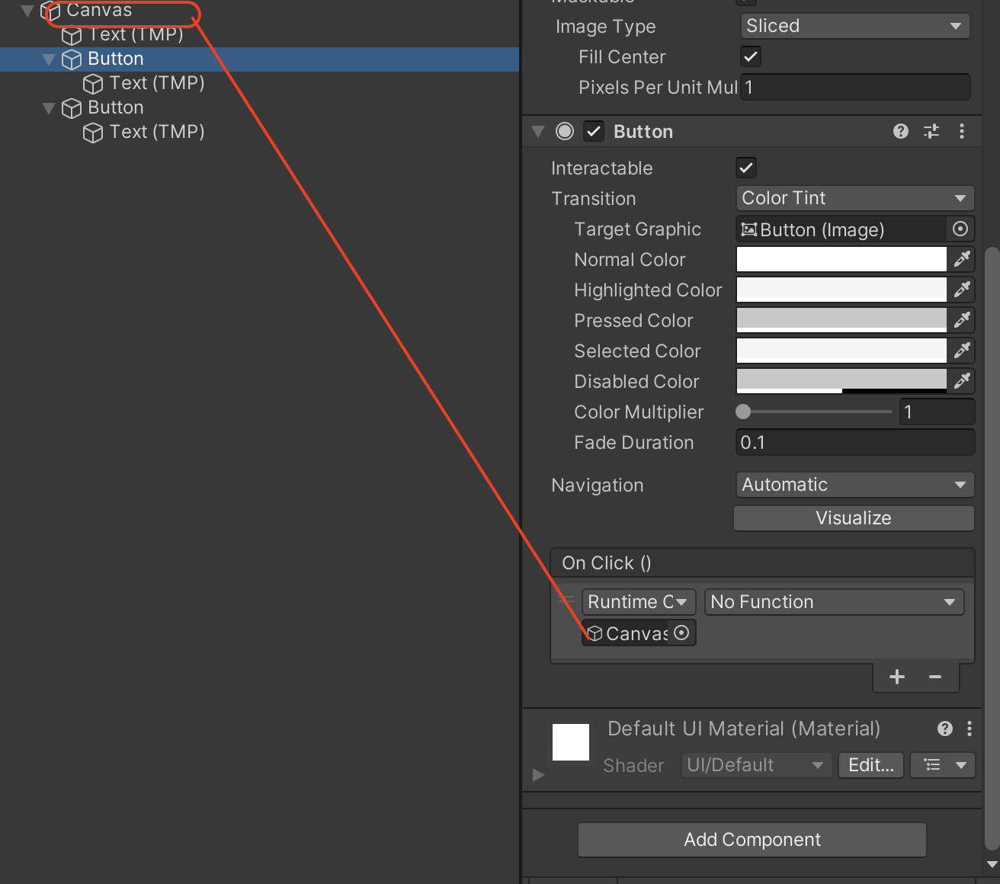 Canvas
Text (TMP)
Button
Text (TMP)
Button
Text (TMP)
Maskable
Image Type
Sliced
Fill Center
Pixels Per Unit Mul
1
Button
Interactable
Transition
Color Tint
Target Graphic
Button (Image)
Normal Color
Highlighted Color
Pressed Color
Selected Color
Disabled Color
Color Multiplier
1
Fade Duration
0.1
Navigation
Automatic
Visualize
On Click ()
Runtime C
No Function
Canvas
Default UI Material (Material)
Shader
UI/Default
Edit...
Add Component